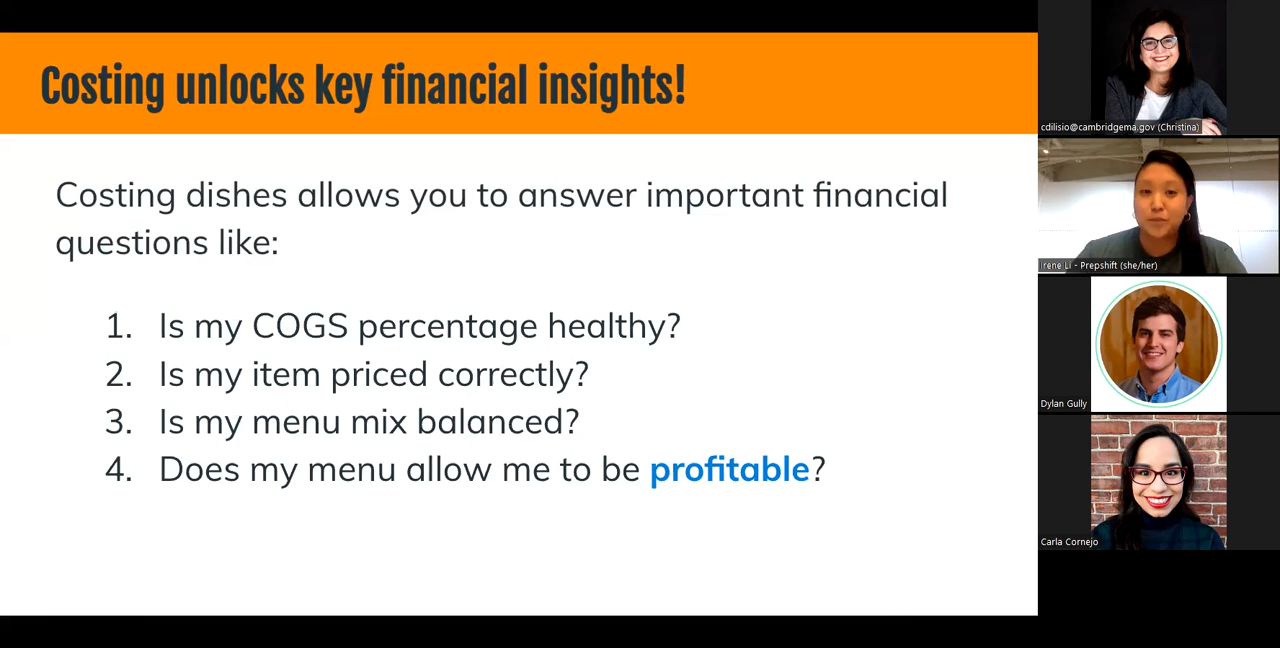 Costing unlocks key financial insights!
Costing dishes allows you to answer important financial
questions like:
1. Is my COGS percentage healthy?
2. Is my item priced correctly?
3. Is my menu mix balanced?
4. Does my menu allow me to be profitable?
cdilisio@cambridgema.gov (Christina)
Irene Li - Prepshift (she/her)
Dylan Gully
Carla Cornejo